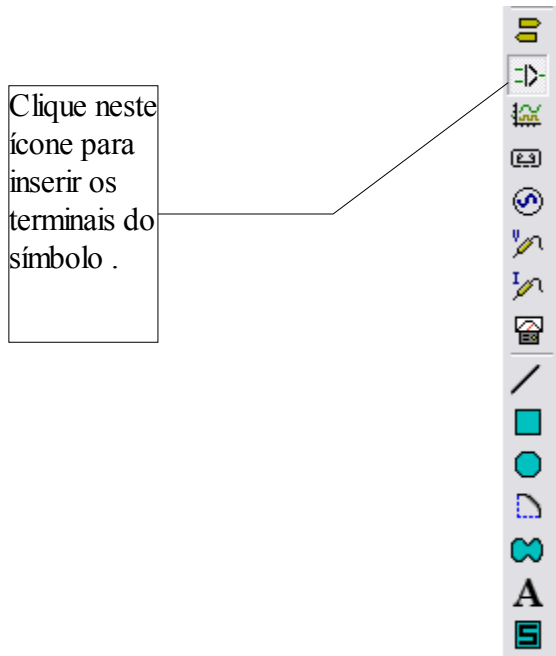 Clique neste
ícone para
inserir os
terminais do
símbolo .
V
I
A
S